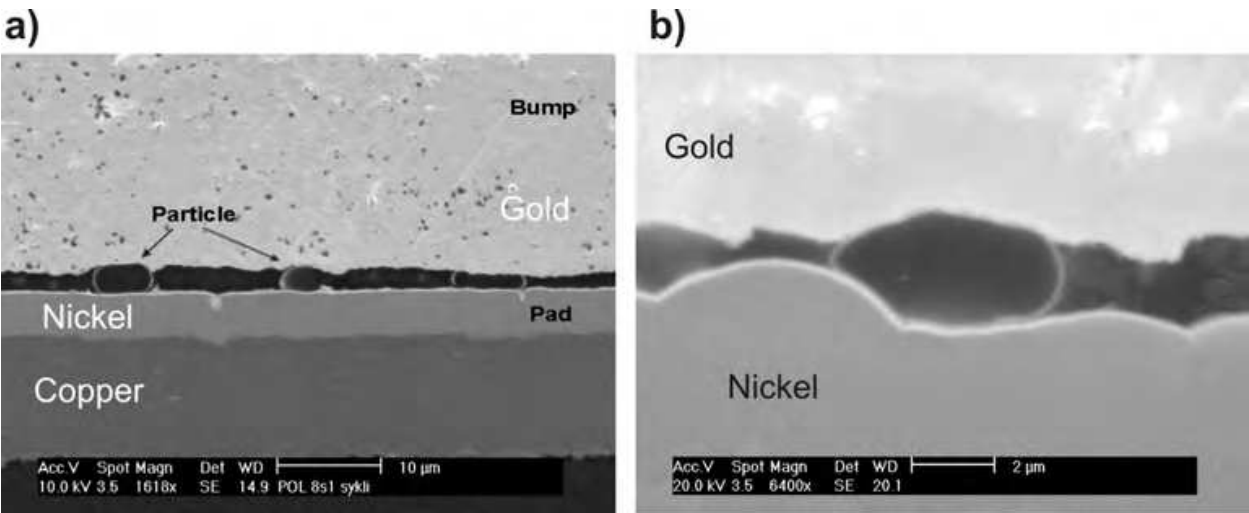 a)
Bump
Gold
Particle
Nickel
Pad
Copper
Acc.V Spot Magn Det WD 10 µm
10.0 kV 3.5 1618x SE 14.9 POL 8s1 sykli
b)
Gold
Nickel
Acc.V Spot Magn Det WD 2 µm
20.0 kV 3.5 6400x SE 20.1